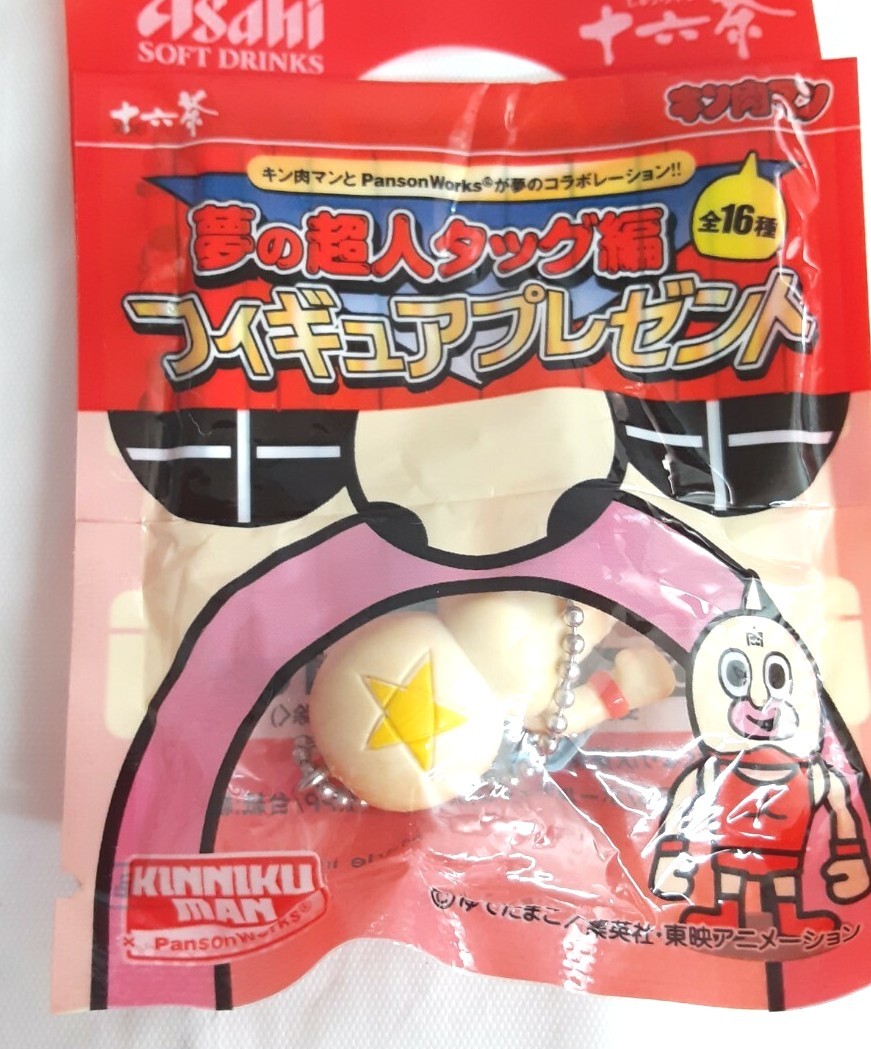 Asahi
SOFT DRINKS
十六茶
十六茶
キン肉マン
キン肉マンとPansonWorks®が夢のコラボレーション!!
全16種
夢の超人タッグ編
フィギュアプレゼント
KINNIKU
MAN
×PansonWorks®
©ゆでたまご/集英社・東映アニメーション